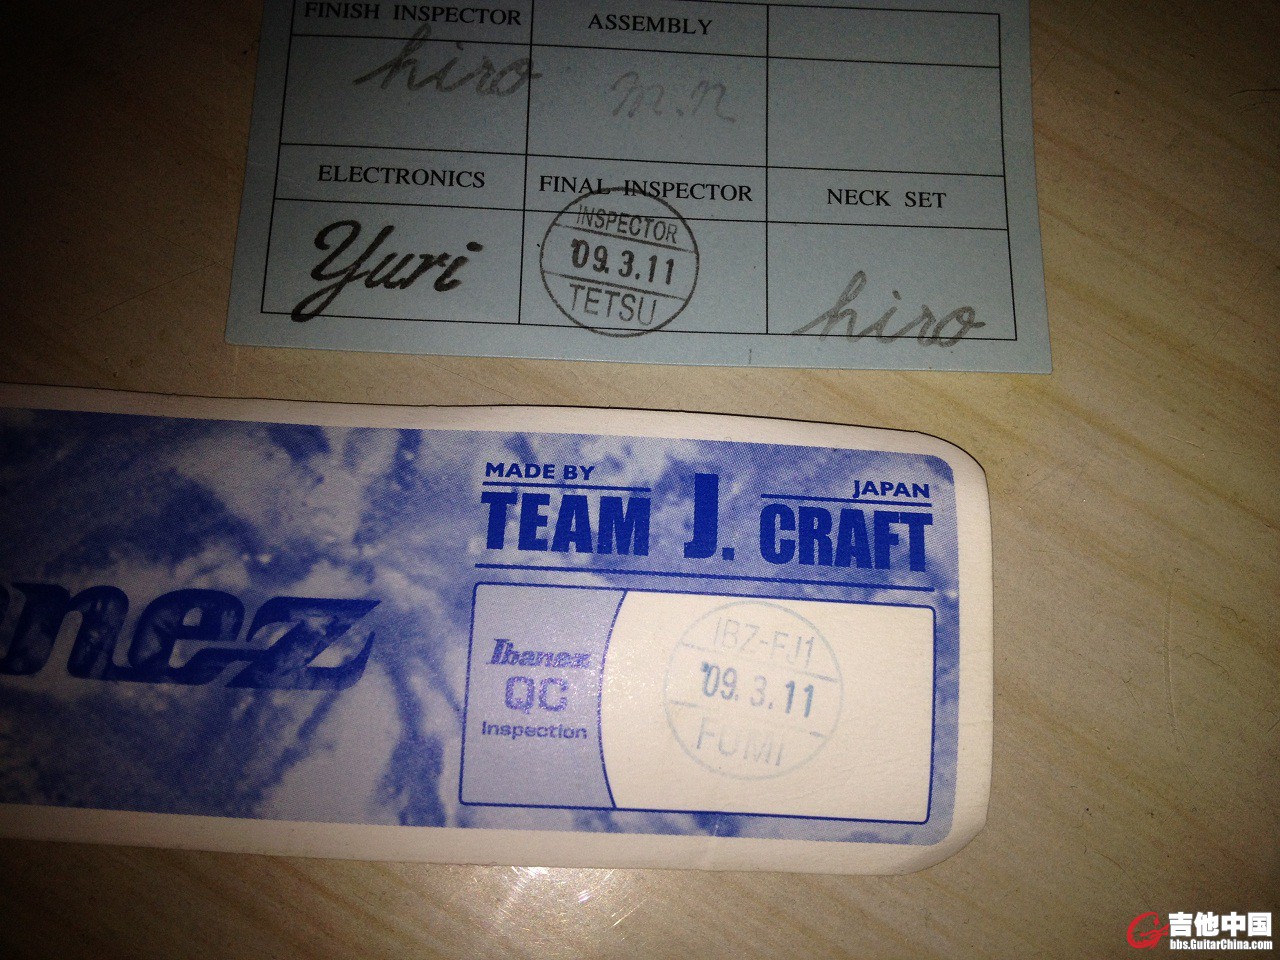 FINISH INSPECTOR
ASSEMBLY
hiro
m.n
ELECTRONICS
FINAL INSPECTOR
NECK SET
Yuri
INSPECTOR
'09.3.11
TETSU
hiro
MADE BY
JAPAN
TEAM J. CRAFT
anez
Ibanez
QC
Inspection
IBZ-FJ1
'09.3.11
FUMI
吉他中国
bbs.GuitarChina.com